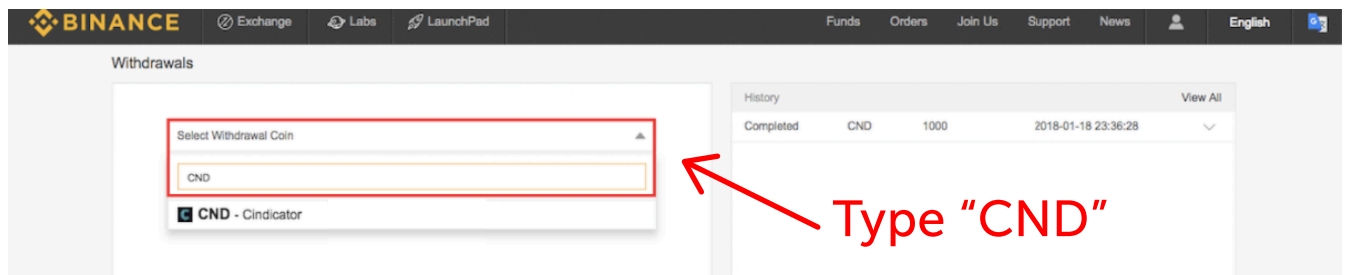 BINANCE Exchange Labs LaunchPad Funds Orders Join Us Support News English
Withdrawals
History View All
Select Withdrawal Coin
Completed CND 1000 2018-01-18 23:36:28
CND
CND - Cindicator
Type “CND”